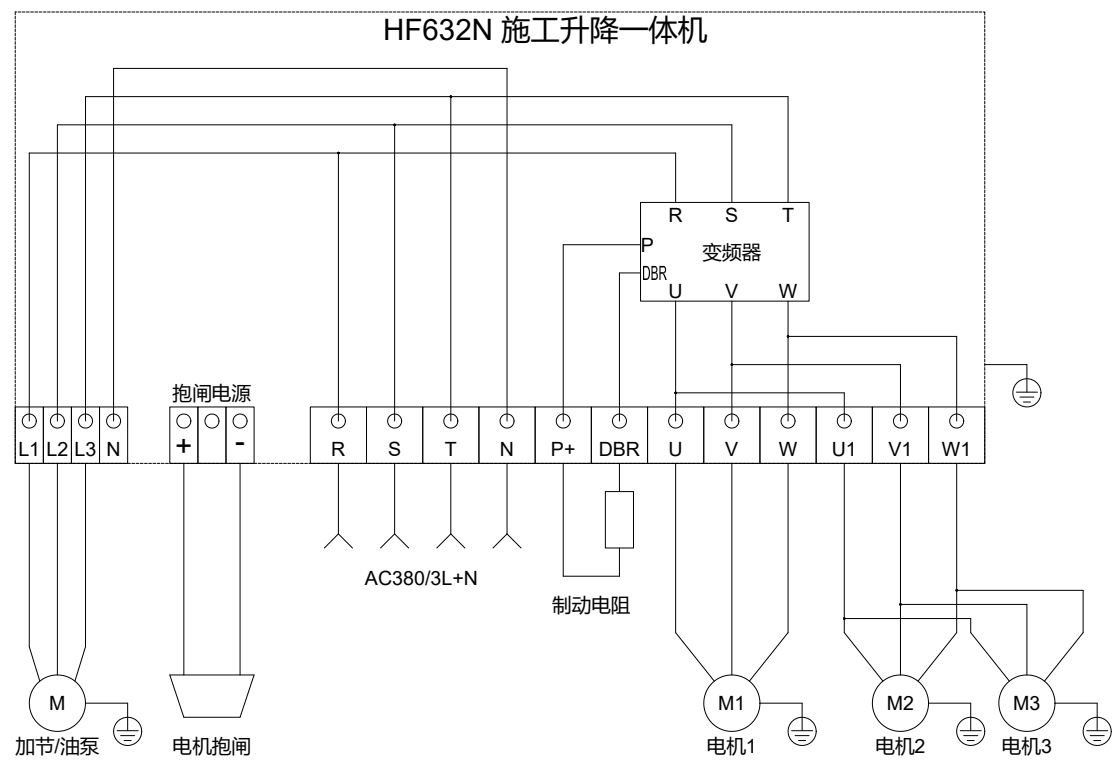 HF632N 施工升降一体机
R S T
P 变频器
DBR
U V W
抱闸电源
L1 L2 L3 N + - R S T N P+ DBR U V W U1 V1 W1
AC380/3L+N
制动电阻
M M1 M2 M3
加节/油泵 电机抱闸 电机1 电机2 电机3